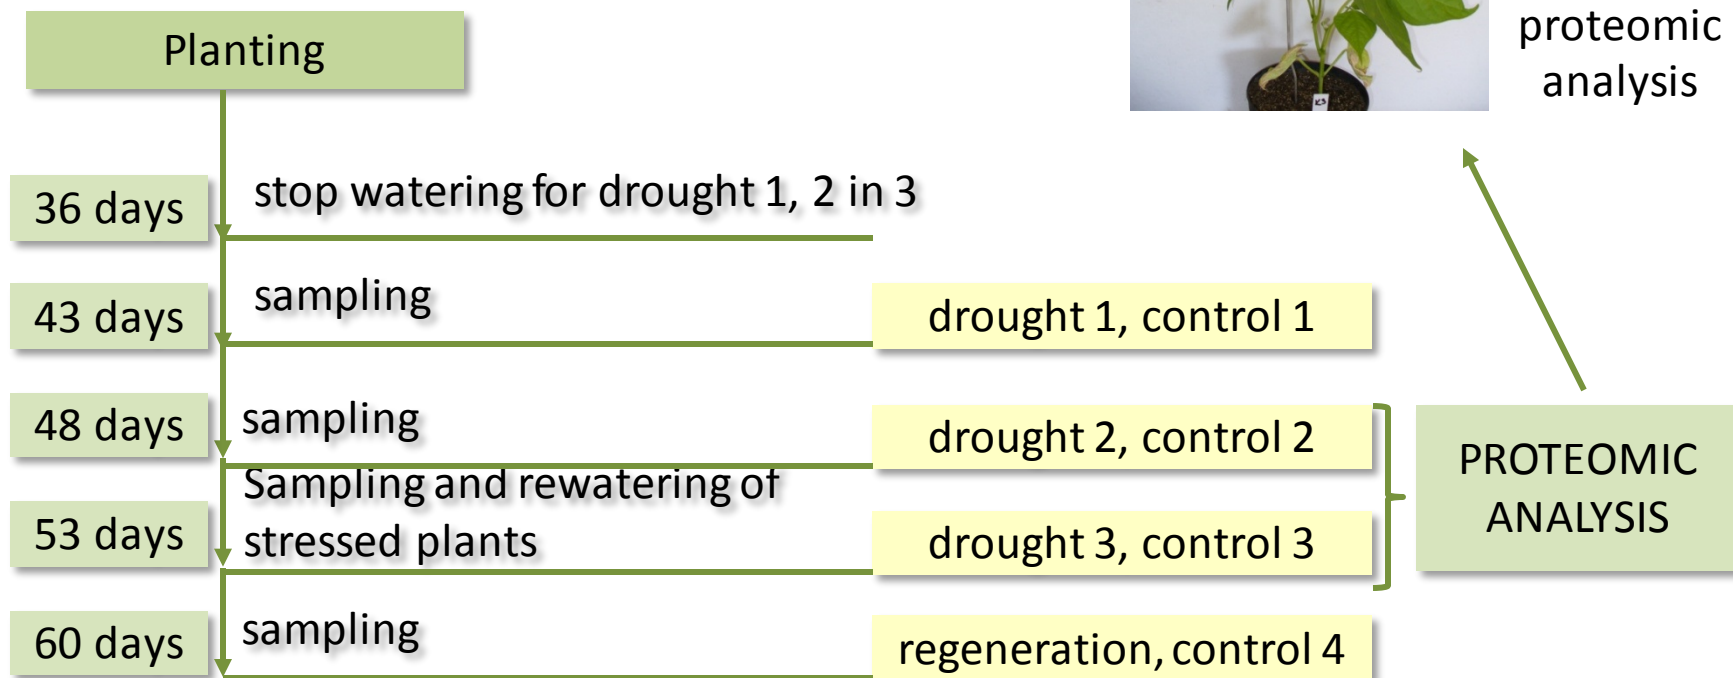 Planting
proteomic
analysis
36 days
stop watering for drought 1, 2 in 3
43 days
sampling
drought 1, control 1
48 days
sampling
drought 2, control 2
53 days
Sampling and rewatering of
stressed plants
drought 3, control 3
PROTEOMIC
ANALYSIS
60 days
sampling
regeneration, control 4
K3